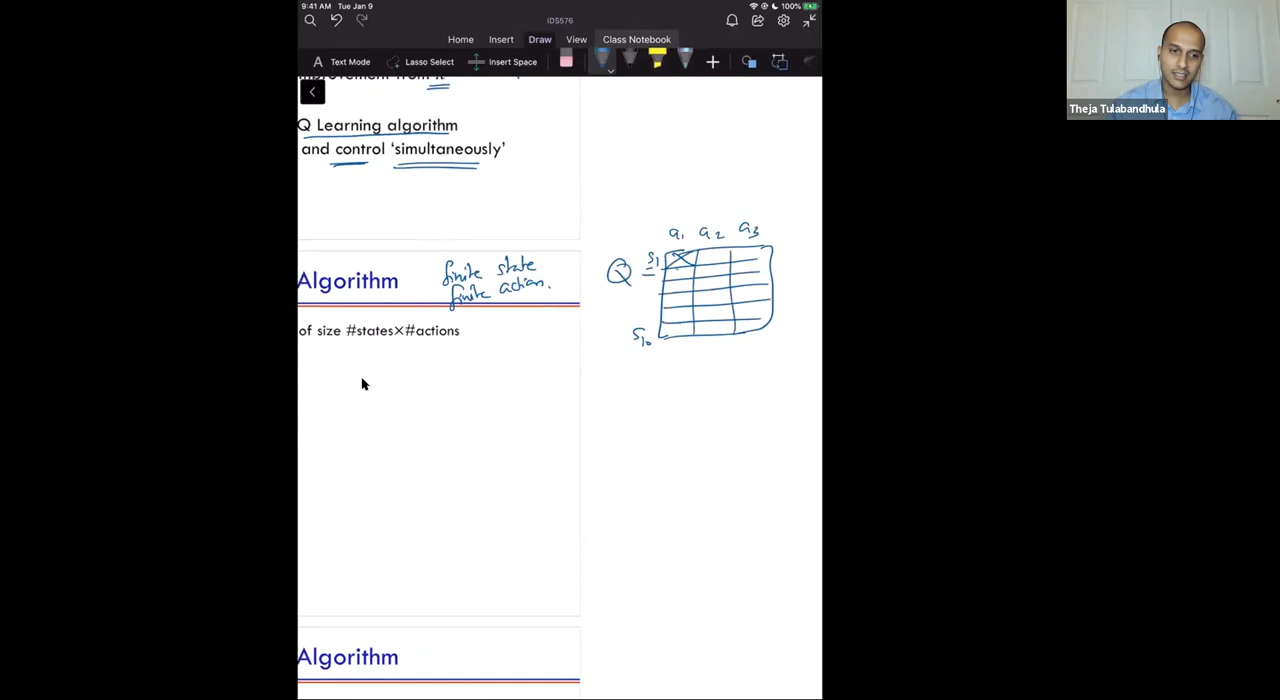 9:41 AM Tue Jan 9
100%
IDS576
Home Insert Draw View Class Notebook
Text Mode Lasso Select Insert Space
improvement from π
Q Learning algorithm
and control ‘simultaneously’
Algorithm
finite state
finite action.
of size #states×#actions
a1 a2 a3
Q =
s1
s10
Algorithm
Theja Tulabandhula